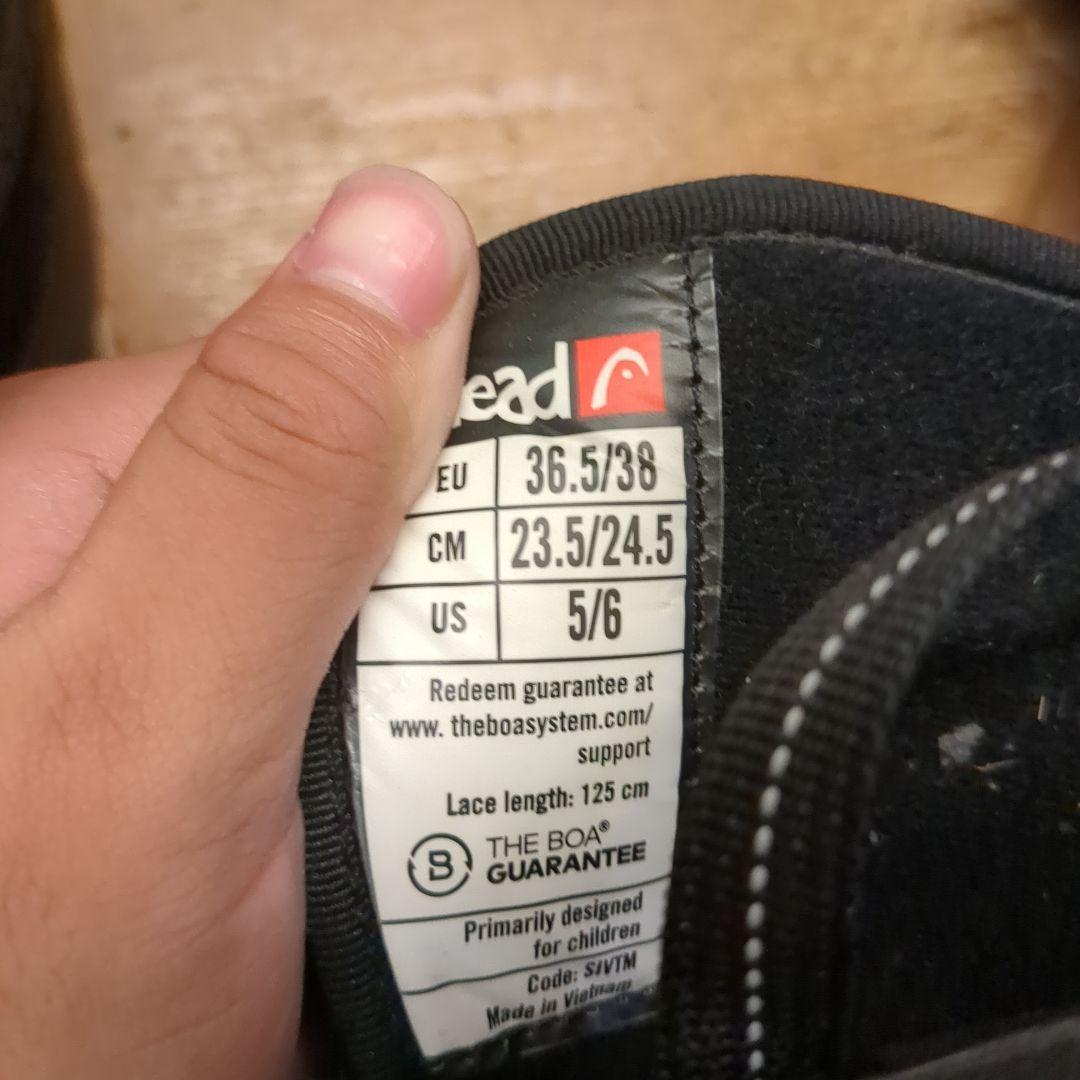 ead
EU 36.5/38
CM 23.5/24.5
US 5/6
Redeem guarantee at
www. theboasystem.com/
support
Lace length: 125 cm
B THE BOA®
GUARANTEE
Primarily designed
for children
Code: SJVTM
Made in Vietnam